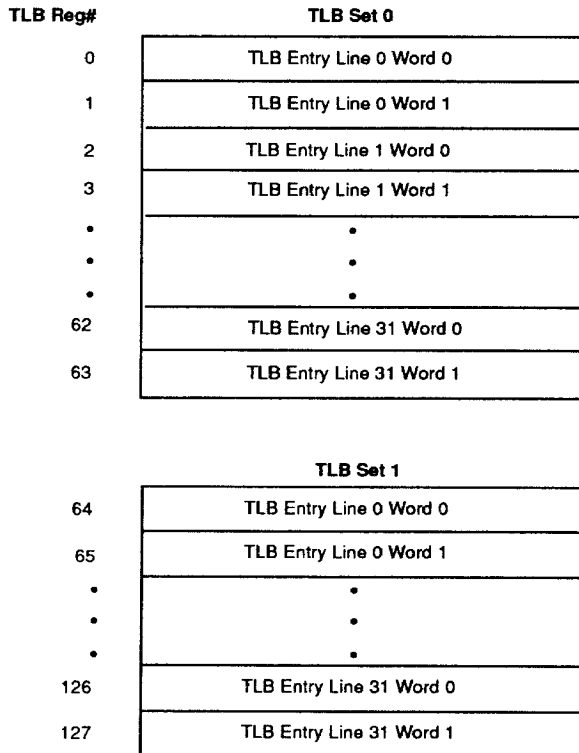 TLB Reg# TLB Set 0
0 TLB Entry Line 0 Word 0
1 TLB Entry Line 0 Word 1
2 TLB Entry Line 1 Word 0
3 TLB Entry Line 1 Word 1
62 TLB Entry Line 31 Word 0
63 TLB Entry Line 31 Word 1
TLB Set 1
64 TLB Entry Line 0 Word 0
65 TLB Entry Line 0 Word 1
126 TLB Entry Line 31 Word 0
127 TLB Entry Line 31 Word 1